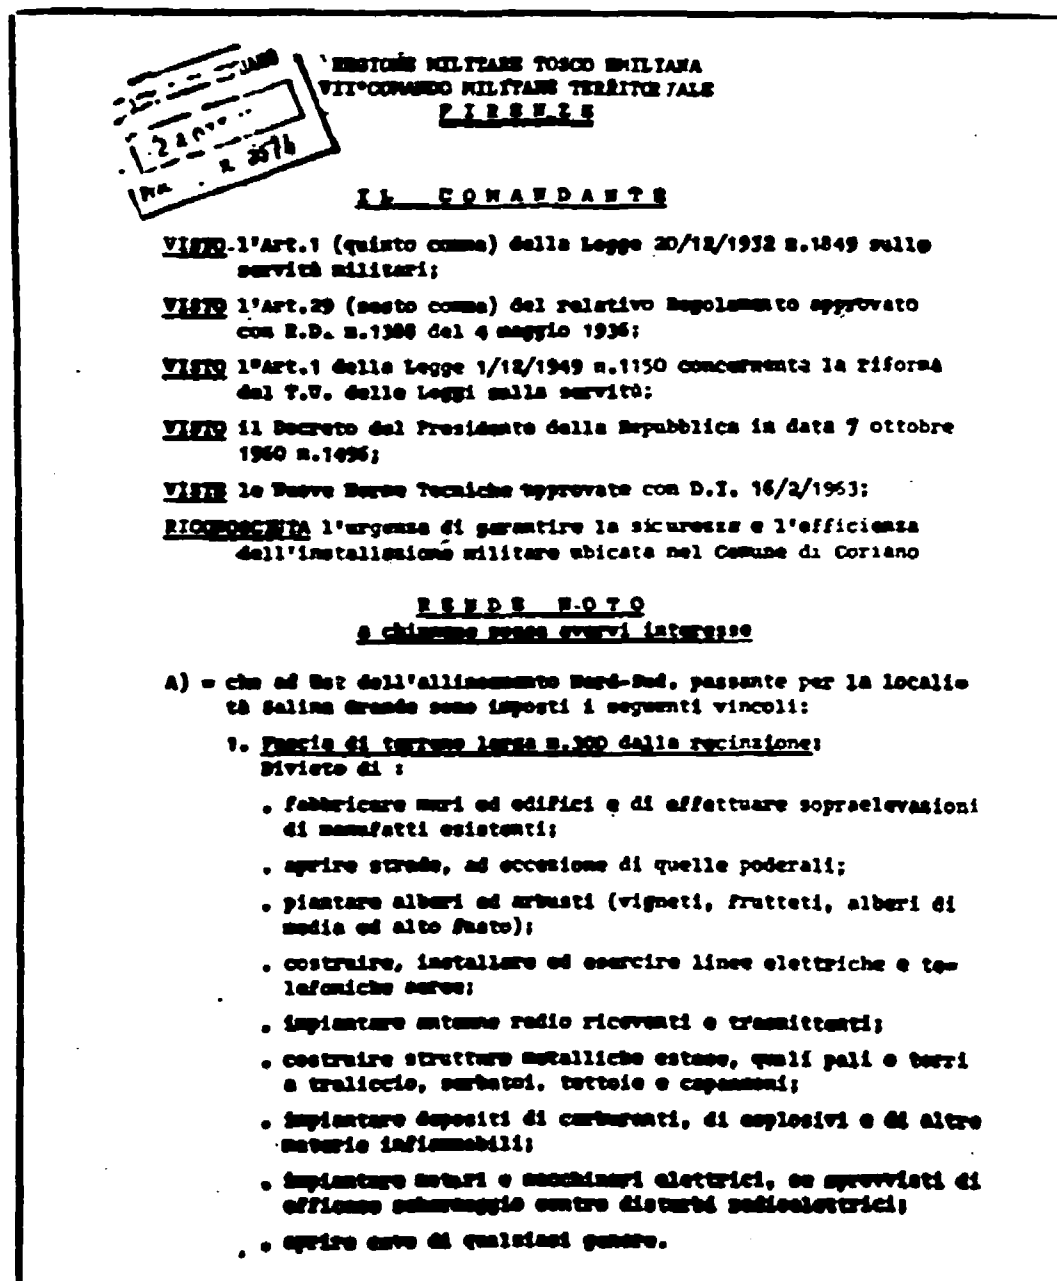 REGIONE MILITARE TOSCO EMILIANA
VII°COMANDO MILITARE TERRITORIALE
FIRENZE
IL COMANDANTE
VISTO l'Art.1 (quinto comma) della Legge 20/12/1932 n.1849 sulle
servitù militari;
VISTO l'Art.29 (sesto comma) del relativo Regolamento approvato
con R.D. n.1388 del 4 maggio 1936;
VISTO l'Art.1 della Legge 1/12/1949 n.1150 concernente la riforma
del T.U. delle Leggi sulla servitù;
VISTO il Decreto del Presidente della Repubblica in data 7 ottobre
1960 n.1496;
VISTE le Nuove Norme Tecniche approvate con D.I. 16/2/1963;
RICONOSCIUTA l'urgenza di garantire la sicurezza e l'efficienza
dell'installazione militare ubicata nel Comune di Coriano
RENDE NOTO
a chiunque possa avervi interesse
A) = che ad Est dell'allineamento Nord-Sud, passante per la locali=
tà Salina Grande sono imposti i seguenti vincoli:
1. Fascia di terreno larga m.300 dalla recinzione:
Divieto di :
. fabbricare muri ed edifici e di effettuare sopraelevazioni
di manufatti esistenti;
. aprire strade, ad eccezione di quelle poderali;
. piantare alberi ed arbusti (vigneti, frutteti, alberi di
media ed alto fusto);
. costruire, installare ed esercire linee elettriche e te=
lefoniche aeree;
. impiantare antenne radio riceventi e trasmittenti;
. costruire strutture metalliche estese, quali pali e torri
a traliccio, serbatoi, tettoie e capannoni;
. impiantare depositi di carburanti, di esplosivi e di altre
materie infiammabili;
. impiantare motori e macchinari elettrici, se sprovvisti di
efficace schermaggio contro disturbi radioelettrici;
. aprire cave di qualsiasi genere.